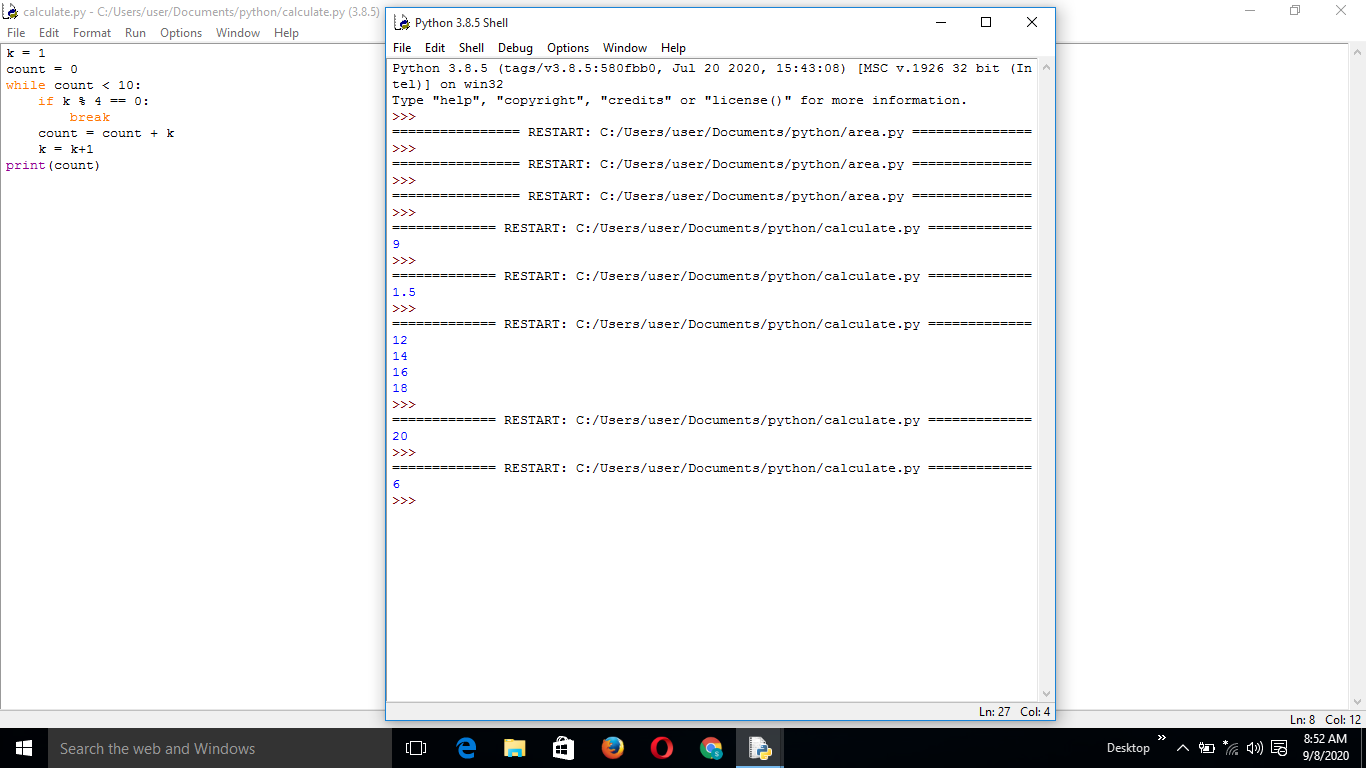 calculate.py - C:/Users/user/Documents/python/calculate.py (3.8.5)
File Edit Format Run Options Window Help
k = 1
count = 0
while count < 10:
    if k % 4 == 0:
        break
    count = count + k
    k = k+1
print(count)
Python 3.8.5 Shell
File Edit Shell Debug Options Window Help
Python 3.8.5 (tags/v3.8.5:580fbb0, Jul 20 2020, 15:43:08) [MSC v.1926 32 bit (In
tel)] on win32
Type "help", "copyright", "credits" or "license()" for more information.
>>>
================ RESTART: C:/Users/user/Documents/python/area.py ===============
>>>
================ RESTART: C:/Users/user/Documents/python/area.py ===============
>>>
================ RESTART: C:/Users/user/Documents/python/area.py ===============
>>>
============= RESTART: C:/Users/user/Documents/python/calculate.py =============
9
>>>
============= RESTART: C:/Users/user/Documents/python/calculate.py =============
1.5
>>>
============= RESTART: C:/Users/user/Documents/python/calculate.py =============
12
14
16
18
>>>
============= RESTART: C:/Users/user/Documents/python/calculate.py =============
20
>>>
============= RESTART: C:/Users/user/Documents/python/calculate.py =============
6
>>>
Ln: 27 Col: 4
Ln: 8 Col: 12
Search the web and Windows
Desktop
8:52 AM
9/8/2020